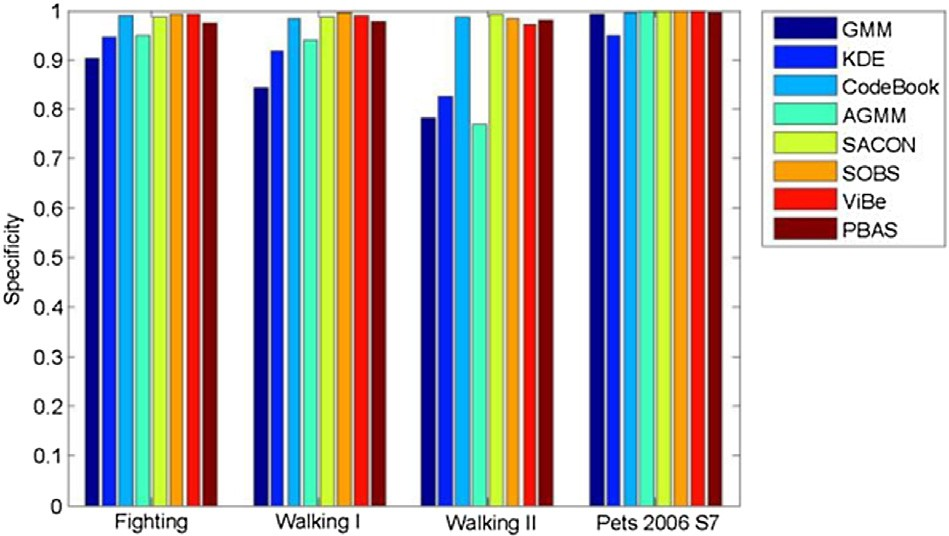 Specificity
1
0.9
0.8
0.7
0.6
0.5
0.4
0.3
0.2
0.1
0
Fighting
Walking I
Walking II
Pets 2006 S7
GMM
KDE
CodeBook
AGMM
SACON
SOBS
ViBe
PBAS